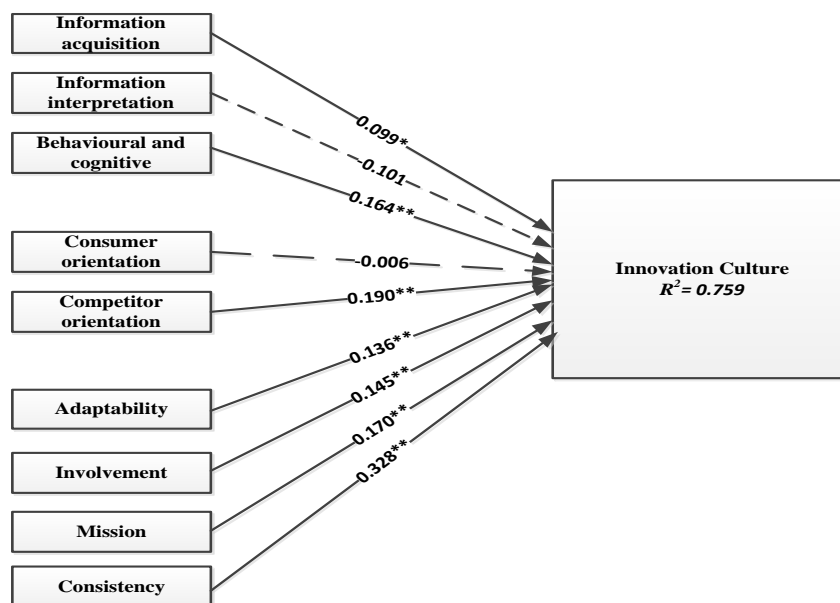 Information
acquisition
Information
interpretation
Behavioural and
cognitive
Consumer
orientation
Competitor
orientation
Adaptability
Involvement
Mission
Consistency
0.099*
-0.101
0.164**
-0.006
0.190**
0.136**
0.145**
0.170**
0.328**
Innovation Culture
R²= 0.759